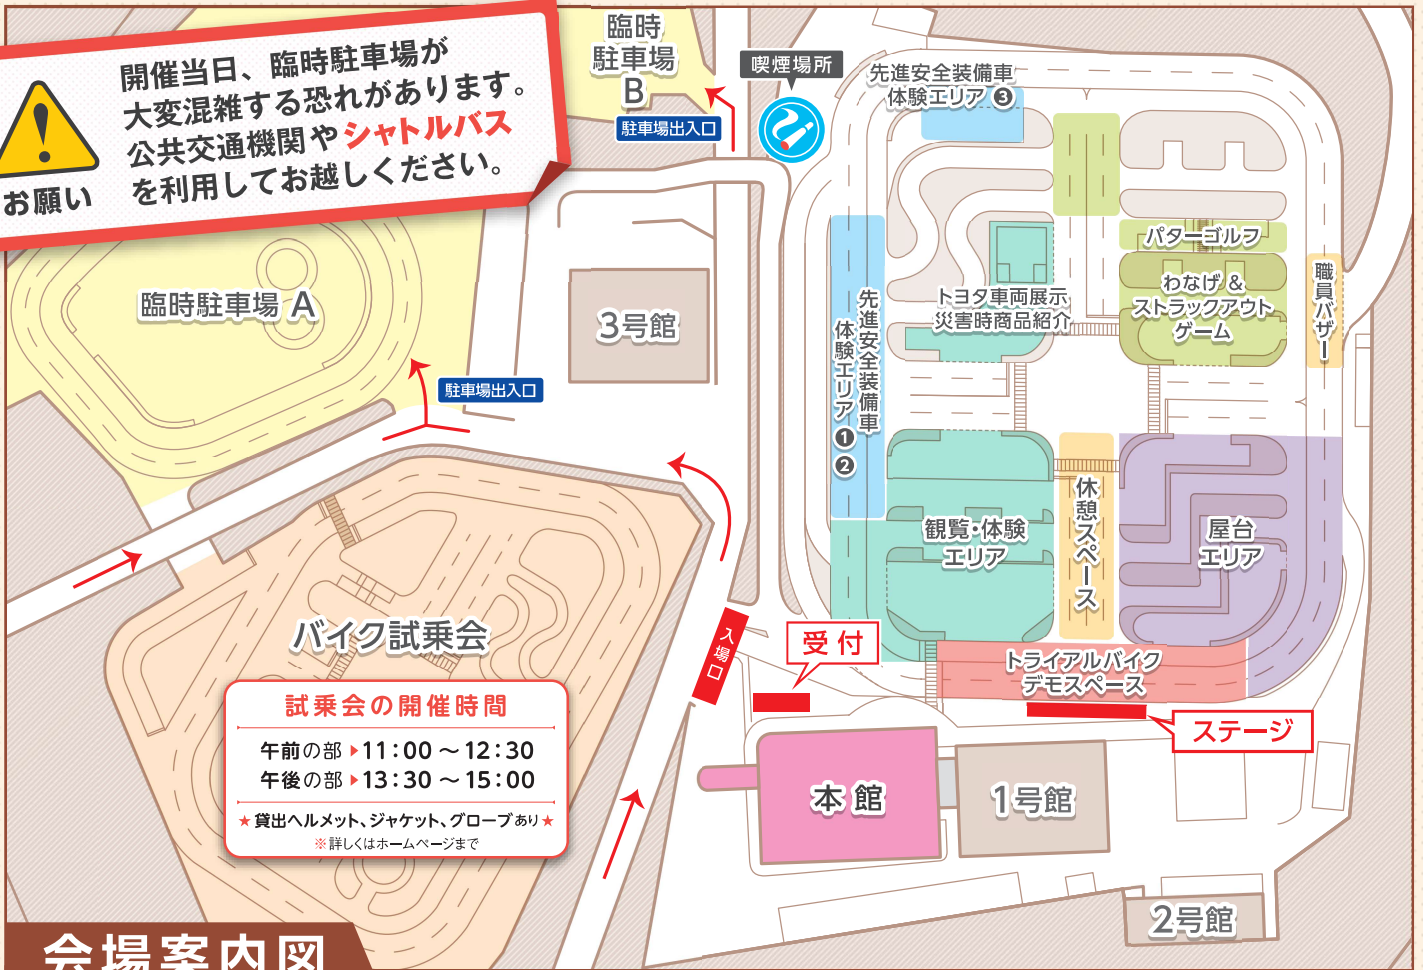 開催当日、臨時駐車場が
大変混雑する恐れがあります。
公共交通機関やシャトルバス
を利用してお越しください。
お願い
臨時
駐車場
B
駐車場出入口
喫煙場所
先進安全装備車
体験エリア ❸
パターゴルフ
わなげ &
ストラックアウト
ゲーム
職員バザー
トヨタ車両展示
災害時商品紹介
先進安全装備車
体験エリア ❶ ❷
臨時駐車場 A
3号館
駐車場出入口
観覧・体験
エリア
休憩スペース
屋台
エリア
バイク試乗会
試乗会の開催時間
午前の部 ▶ 11:00 〜 12:30
午後の部 ▶ 13:30 〜 15:00
★ 貸出ヘルメット、ジャケット、グローブあり ★
※詳しくはホームページまで
入場口
受付
トライアルバイク
デモスペース
ステージ
本館
1号館
2号館
会場案内図